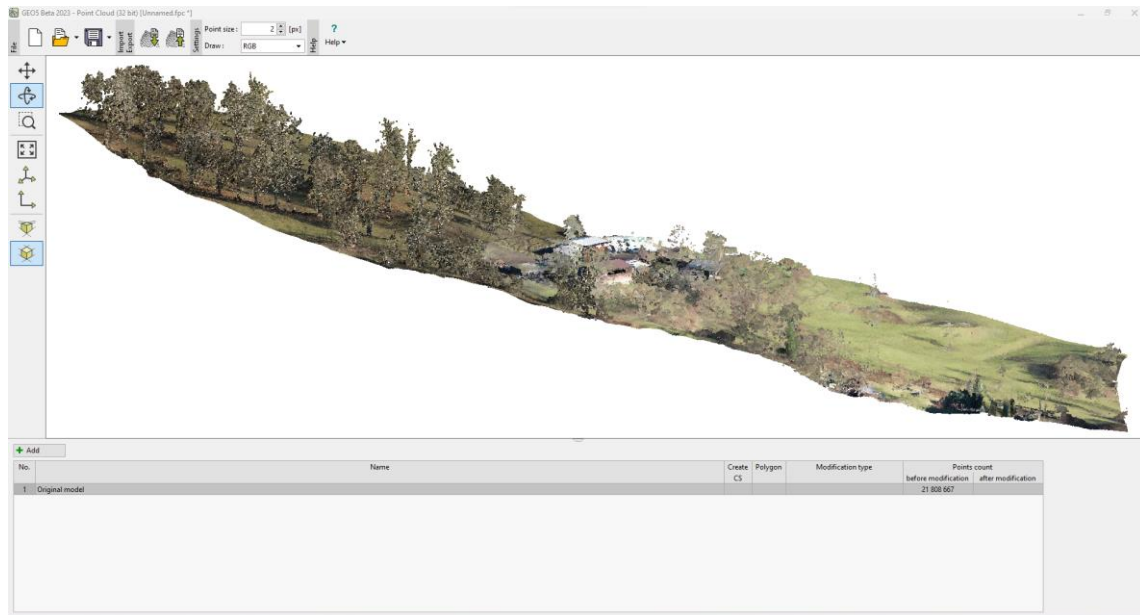 GEO5 Beta 2023 - Point Cloud (32 bit) [Unnamed.fpc *]
File
Import
Export
Settings
Point size :
2
[px]
Draw :
RGB
Help
?
Help
Add
No.
Name
Create
CS
Polygon
Modification type
Points count
before modification
after modification
1
Original model
21 808 667